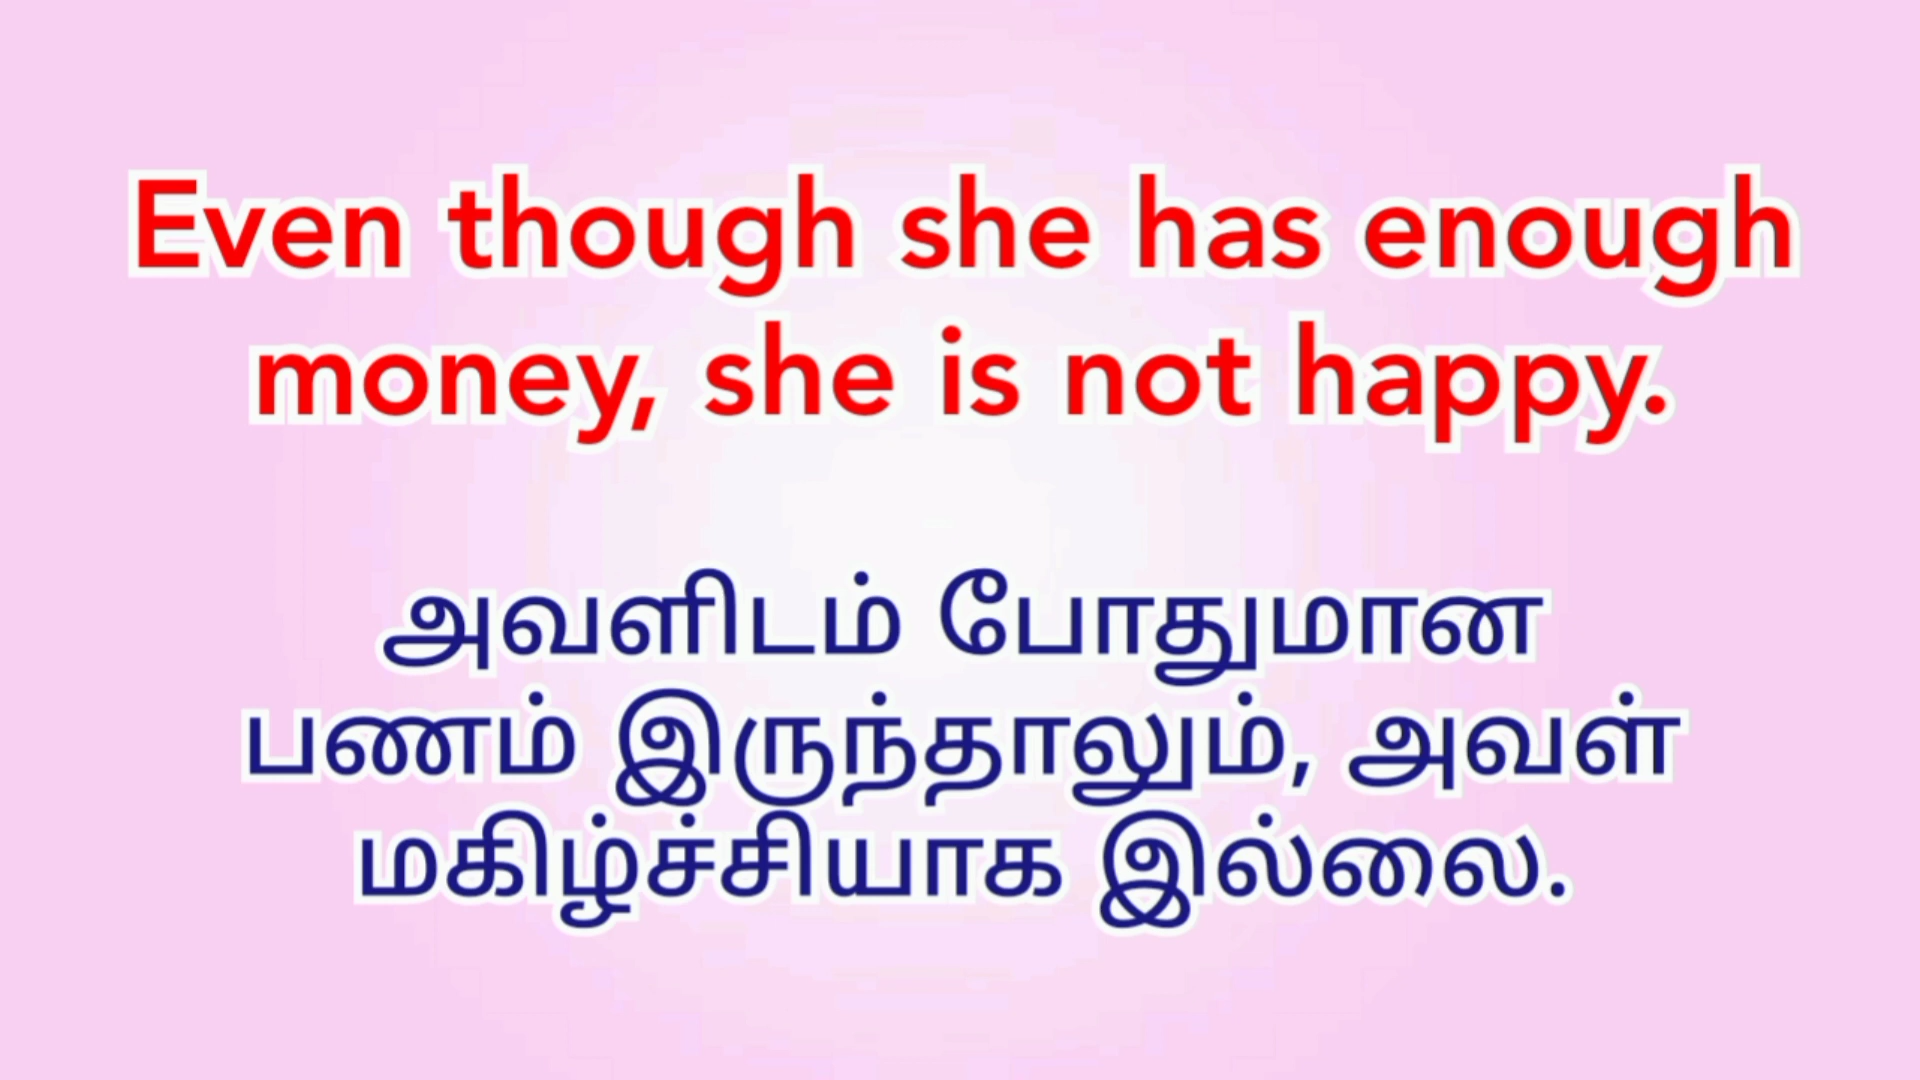 Even though she has enough
money, she is not happy.
அவளிடம் போதுமான
பணம் இருந்தாலும், அவள்
மகிழ்ச்சியாக இல்லை.